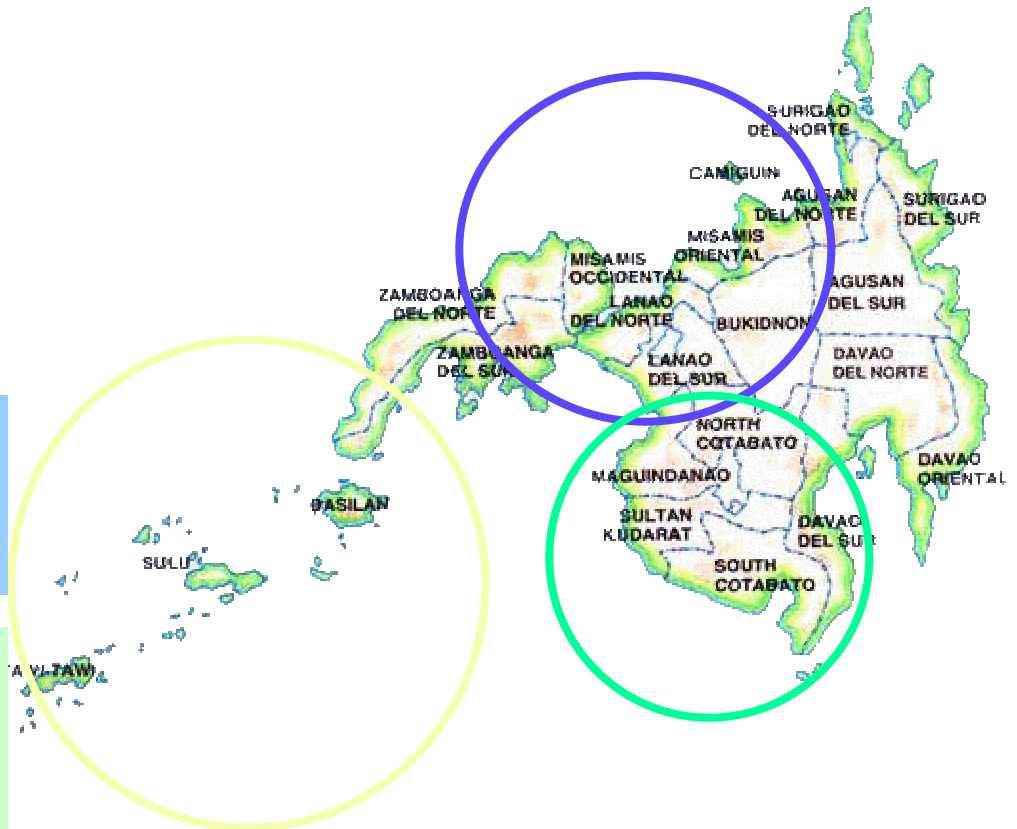 SURIGAO
DEL NORTE
CAMIGUIN
AGUSAN
DEL NORTE
SURIGAO
DEL SUR
MISAMIS
ORIENTAL
MISAMIS
OCCIDENTAL
AGUSAN
DEL SUR
ZAMBOANGA
DEL NORTE
LANAO
DEL NORTE
BUKIDNON
ZAMBOANGA
DEL SUR
LANAO
DEL SUR
DAVAO
DEL NORTE
NORTH
COTABATO
MAGUINDANAO
DAVAO
ORIENTAL
BASILAN
SULTAN
KUDARAT
DAVAO
DEL SUR
SULU
SOUTH
COTABATO
TAWI-TAWI